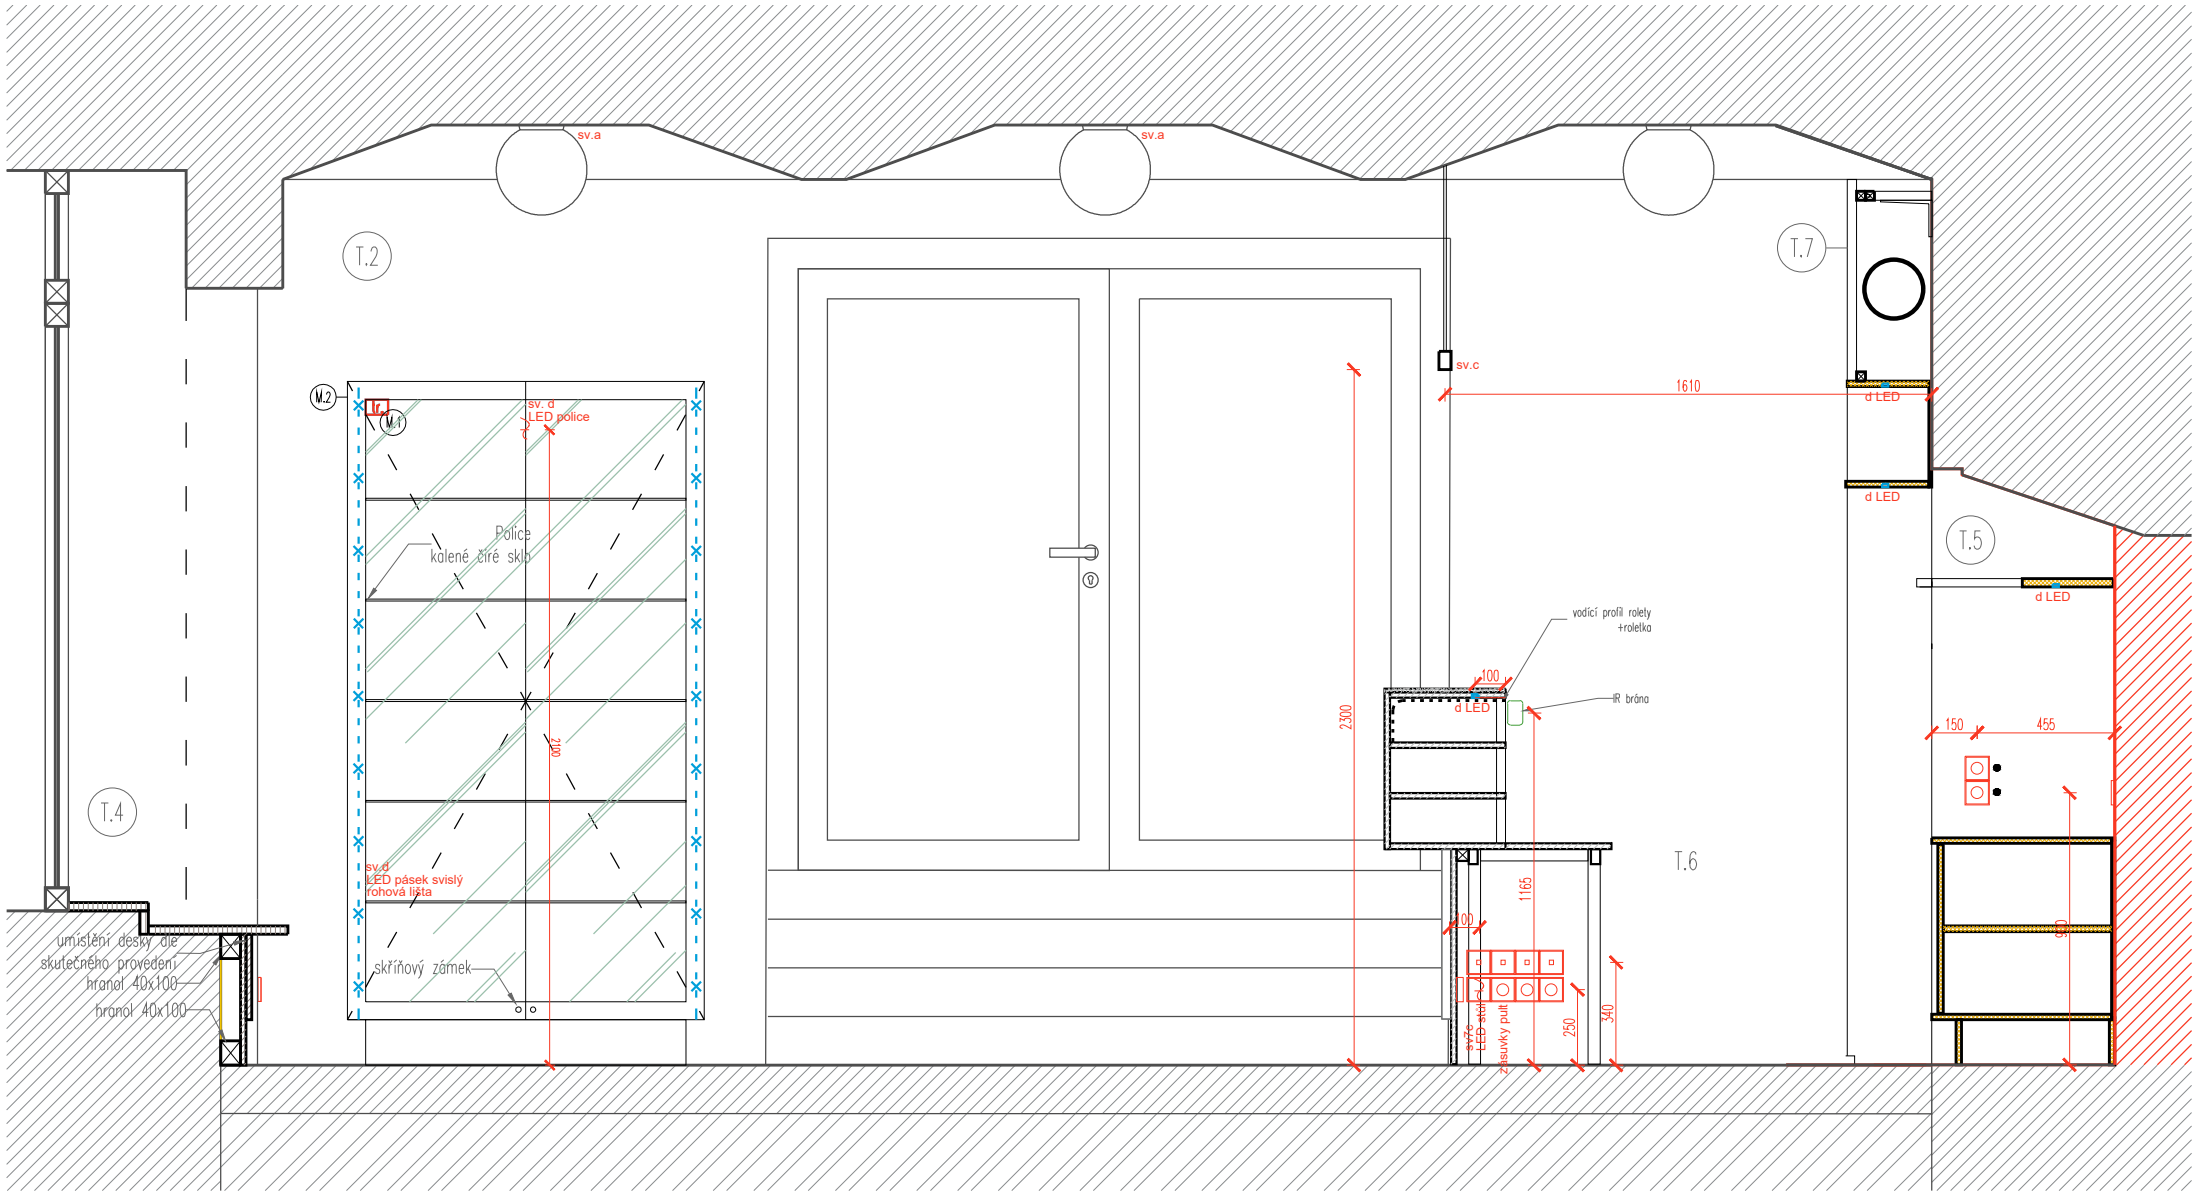 sv.a
sv.a
T.2
T.7
sv.c
1610
d LED
M.2
tr.
M.1
sv. d
LED police
d LED
Police
kalené čiré sklo
T.5
d LED
vodící profil rolety
+roletka
100
IR brána
d LED
2300
150
455
2100
T.4
T.6
sv.d
LED pásek svislý
rohová lišta
1165
100
900
umístění desky dle
skutečného provedení
hranol 40x100
hranol 40x100
skříňový zámek
250
340
zásuvky pult